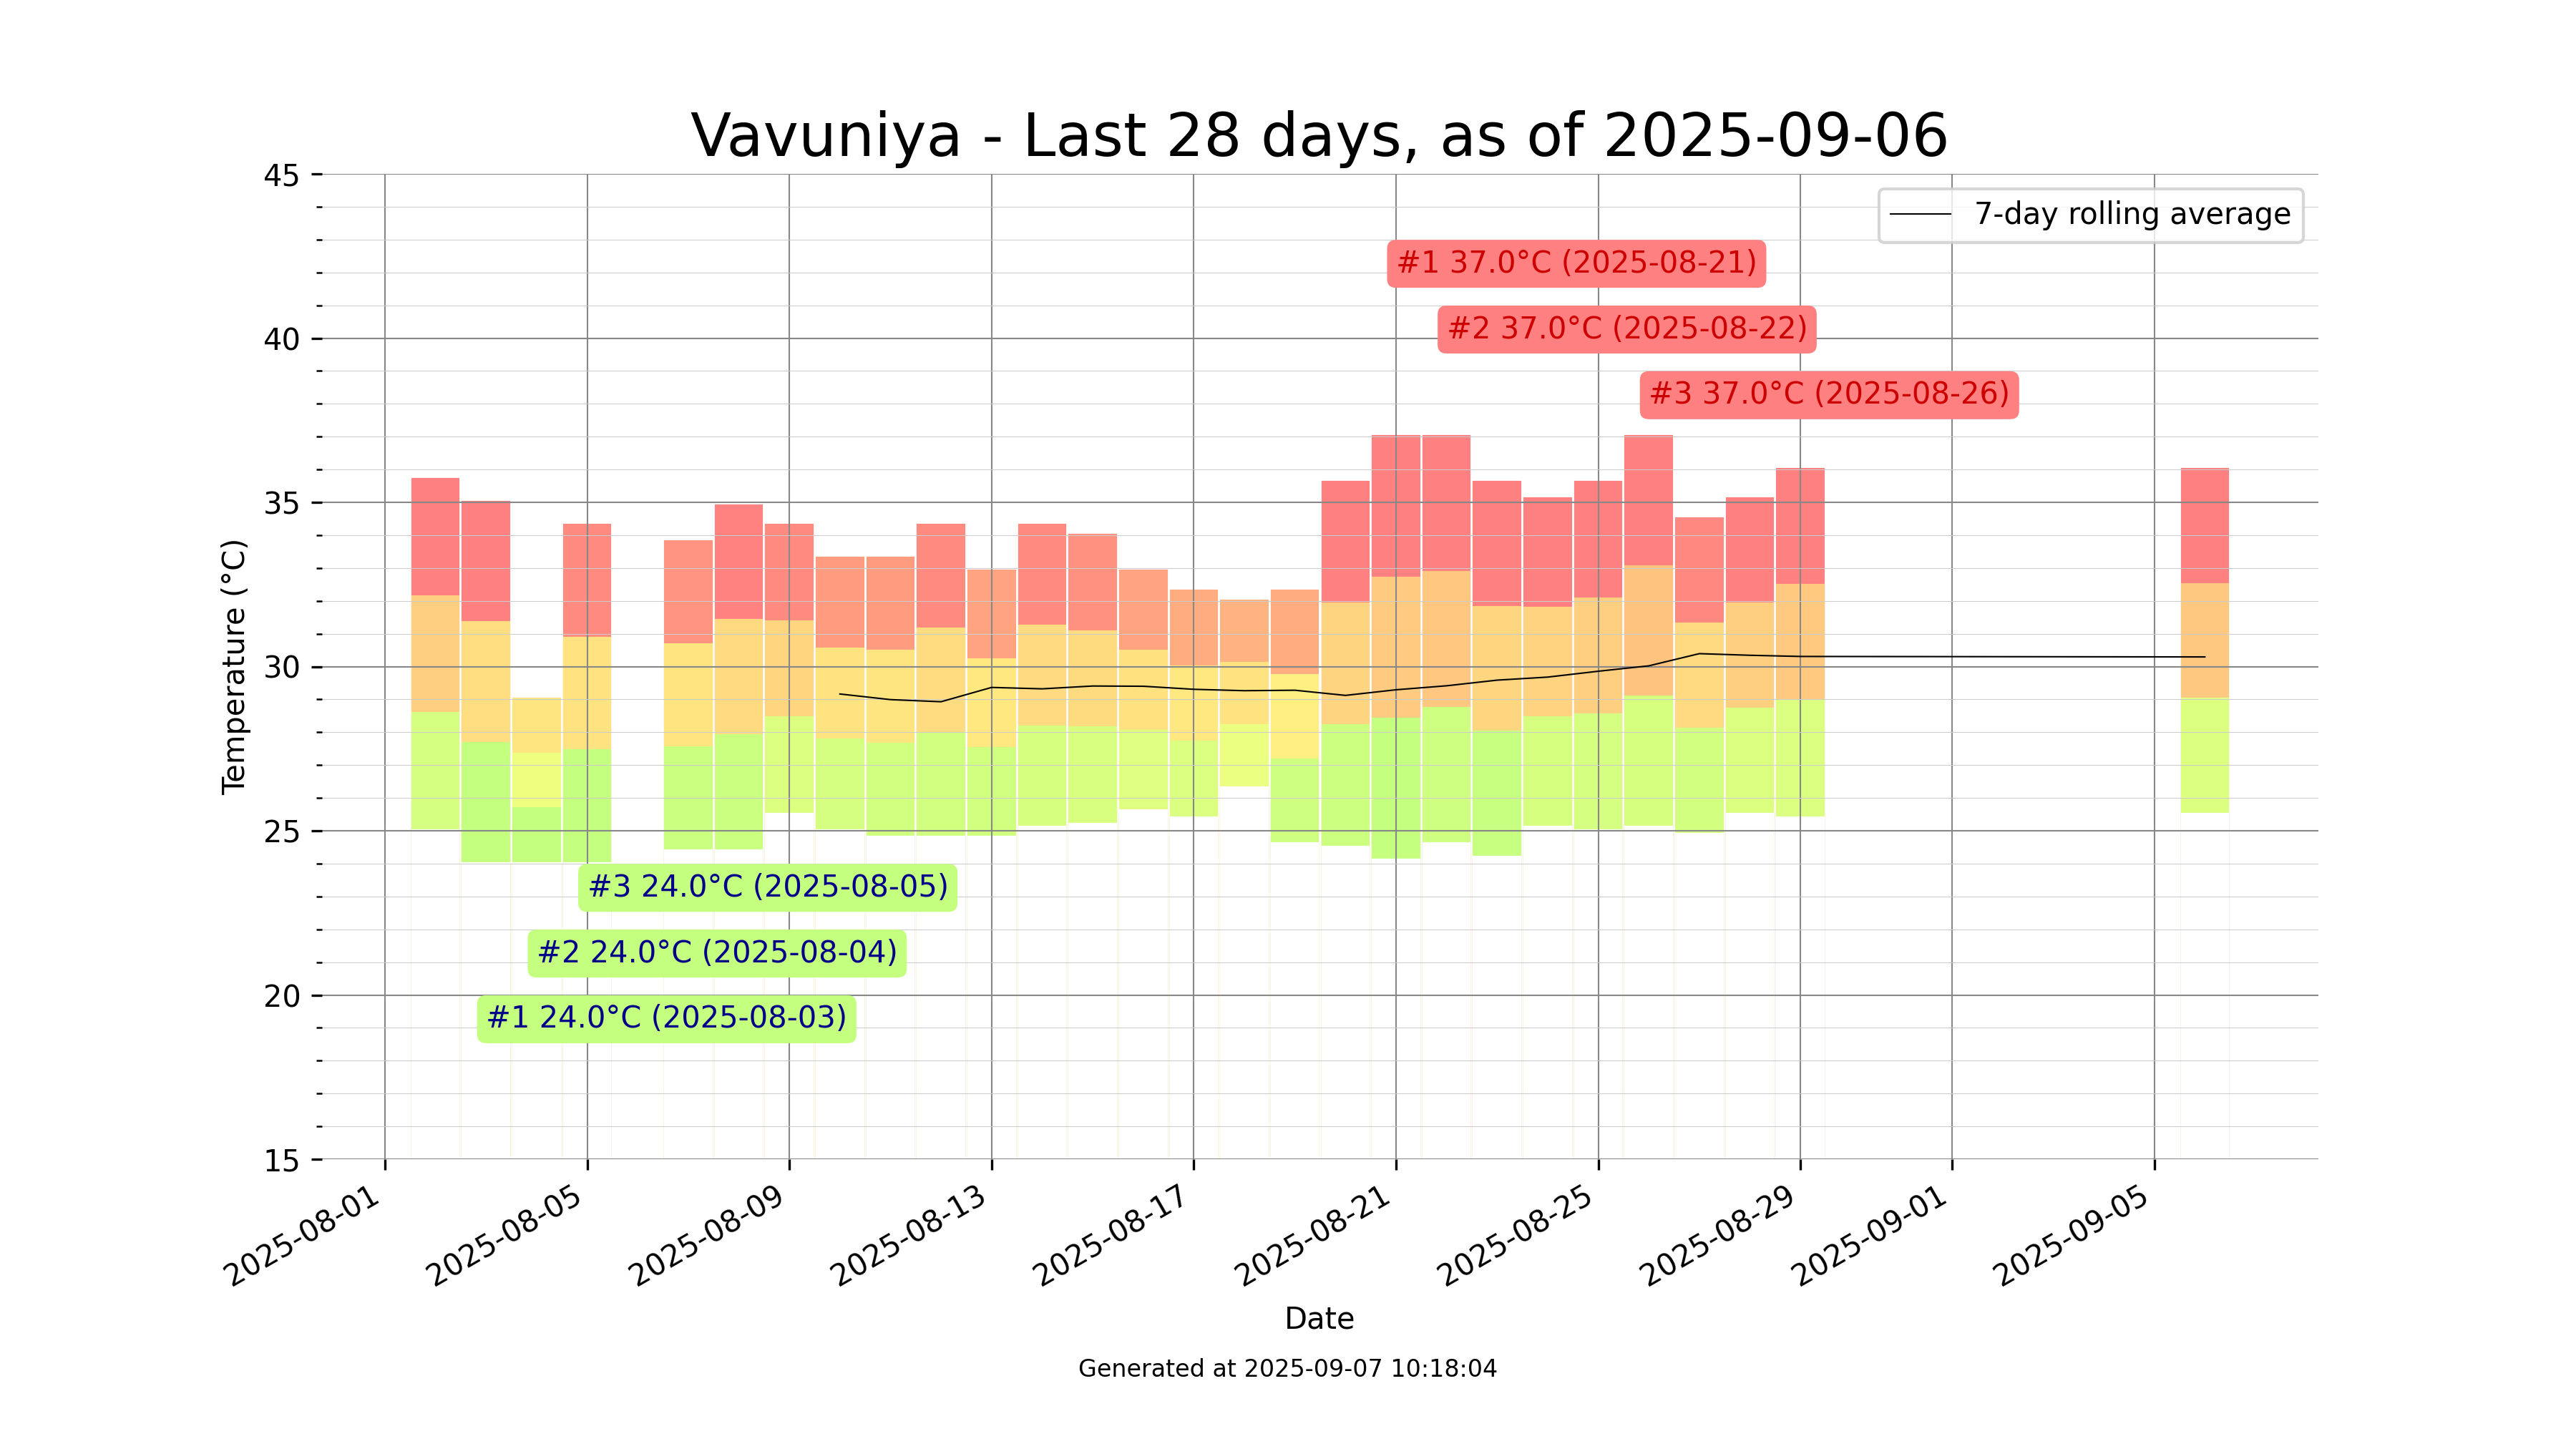 Vavuniya - Last 28 days, as of 2025-09-06
45
7-day rolling average
#1 37.0°C (2025-08-21)
#2 37.0°C (2025-08-22)
40
#3 37.0°C (2025-08-26)
35
Temperature (°C)
30
25
#3 24.0°C (2025-08-05)
#2 24.0°C (2025-08-04)
20
#1 24.0°C (2025-08-03)
15
2025-08-01
2025-08-05
2025-08-09
2025-08-13
2025-08-17
2025-08-21
2025-08-25
2025-08-29
2025-09-01
2025-09-05
Date
Generated at 2025-09-07 10:18:04